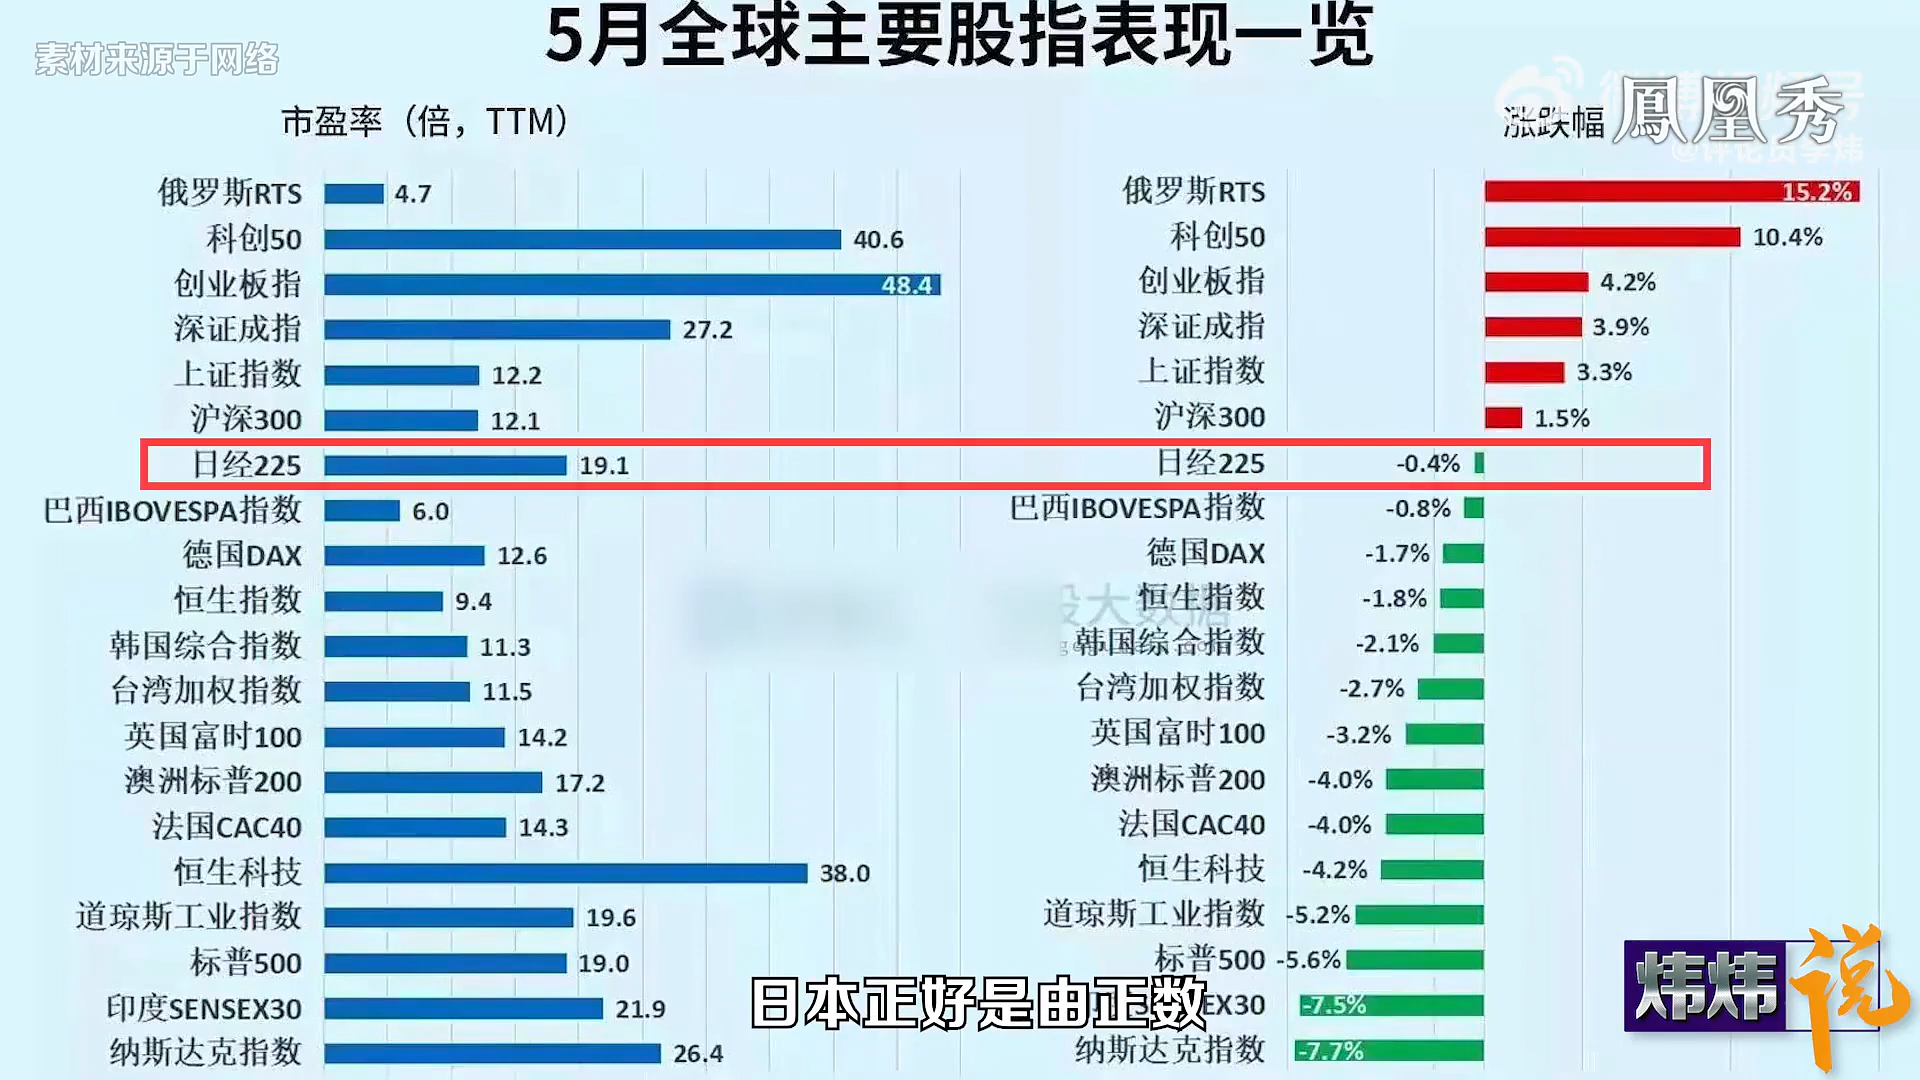 5月全球主要股指表现一览
素材来源于网络
鳳凰秀
市盈率（倍，TTM）
涨跌幅
俄罗斯RTS 4.7
科创50 40.6
创业板指 48.4
深证成指 27.2
上证指数 12.2
沪深300 12.1
日经225 19.1
巴西IBOVESPA指数 6.0
德国DAX 12.6
恒生指数 9.4
韩国综合指数 11.3
台湾加权指数 11.5
英国富时100 14.2
澳洲标普200 17.2
法国CAC40 14.3
恒生科技 38.0
道琼斯工业指数 19.6
标普500 19.0
印度SENSEX30 21.9
纳斯达克指数 26.4
俄罗斯RTS 15.2%
科创50 10.4%
创业板指 4.2%
深证成指 3.9%
上证指数 3.3%
沪深300 1.5%
日经225 -0.4%
巴西IBOVESPA指数 -0.8%
德国DAX -1.7%
恒生指数 -1.8%
韩国综合指数 -2.1%
台湾加权指数 -2.7%
英国富时100 -3.2%
澳洲标普200 -4.0%
法国CAC40 -4.0%
恒生科技 -4.2%
道琼斯工业指数 -5.2%
标普500 -5.6%
EX30 -7.5%
纳斯达克指数 -7.7%
日本正好是由正数
炜炜说